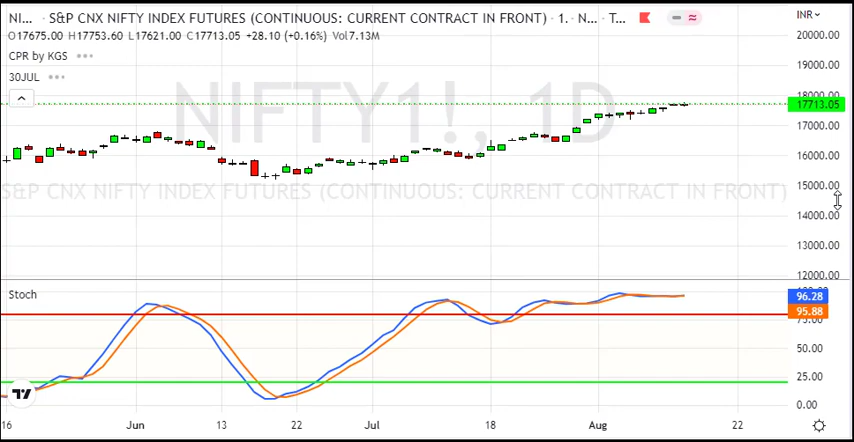 NI... · S&P CNX NIFTY INDEX FUTURES (CONTINUOUS: CURRENT CONTRACT IN FRONT) · 1. · N... · T...
INR
O17675.00 H17753.60 L17621.00 C17713.05 +28.10 (+0.16%) Vol7.13M
CPR by KGS
30JUL
NIFTY1!, 1D
S&P CNX NIFTY INDEX FUTURES (CONTINUOUS: CURRENT CONTRACT IN FRONT)
20000.00
19000.00
18000.00
17713.05
17000.00
16000.00
15000.00
14000.00
13000.00
12000.00
Stoch
96.28
95.88
75.00
50.00
25.00
0.00
16 Jun 13 22 Jul 18 Aug 22